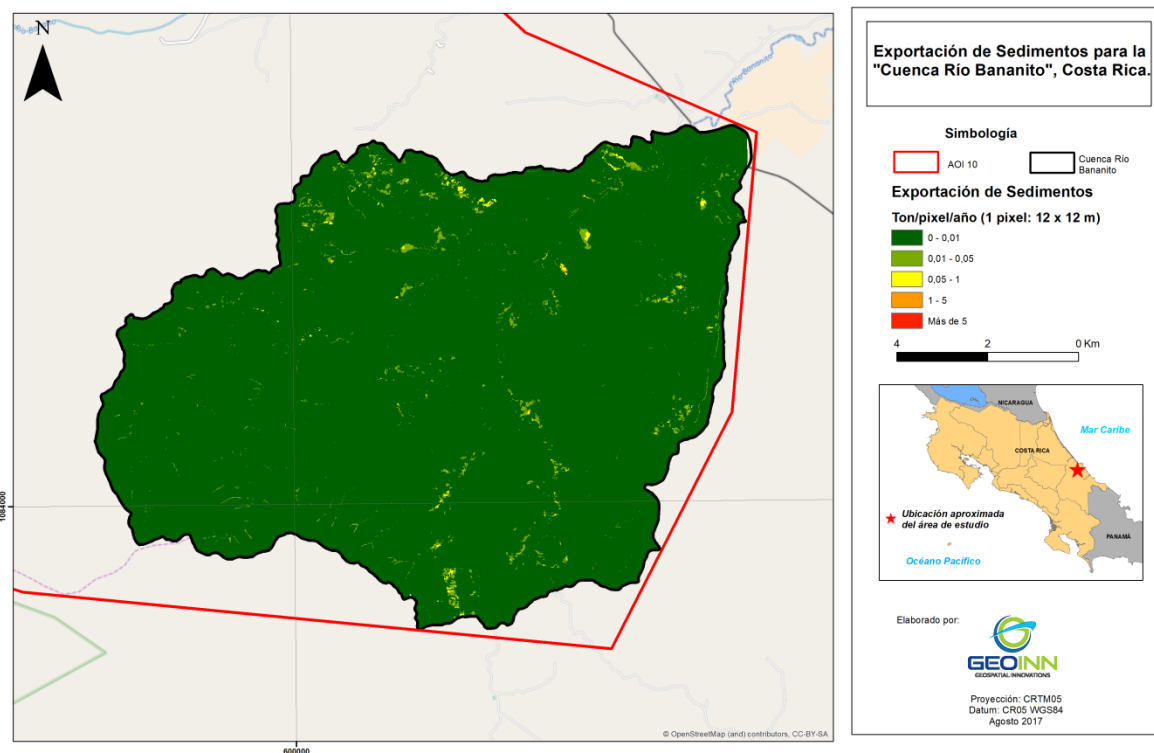 N
Río-Bananito
© OpenStreetMap (and) contributors, CC-BY-SA
1084000
600000
Exportación de Sedimentos para la
"Cuenca Río Bananito", Costa Rica.
Simbología
AOI 10
Cuenca Río
Bananito
Exportación de Sedimentos
Ton/pixel/año (1 pixel: 12 x 12 m)
0 - 0,01
0,01 - 0,05
0,05 - 1
1 - 5
Más de 5
4 2 0 Km
NICARAGUA
Mar Caribe
COSTA RICA
Ubicación aproximada
del área de estudio
PANAMÁ
Océano Pacífico
Elaborado por:
GEOINN
GEOSPATIAL INNOVATIONS
Proyección: CRTM05
Datum: CR05 WGS84
Agosto 2017